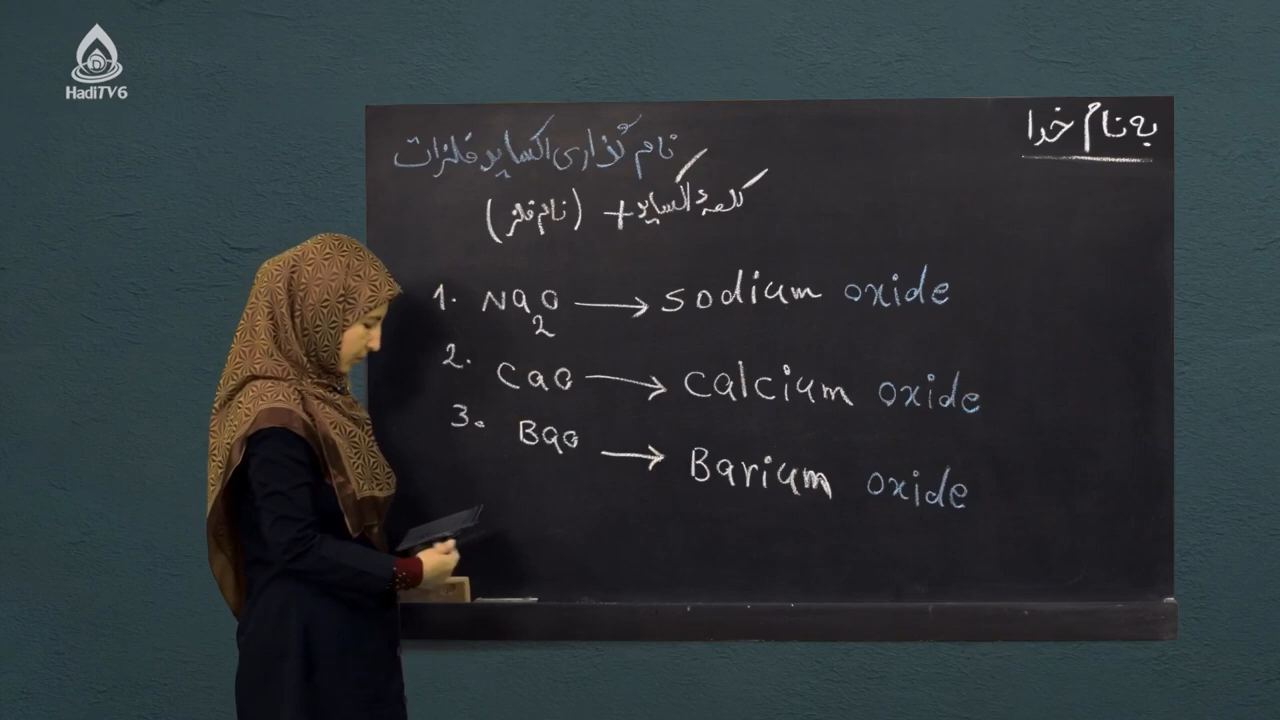 HadiTV6
به نام خدا
نام گذاری اکساید فلزات
کلمهٔ اکساید + (نام فلز)
1. Na2O → sodium oxide
2. CaO → calcium oxide
3. BaO → Barium oxide